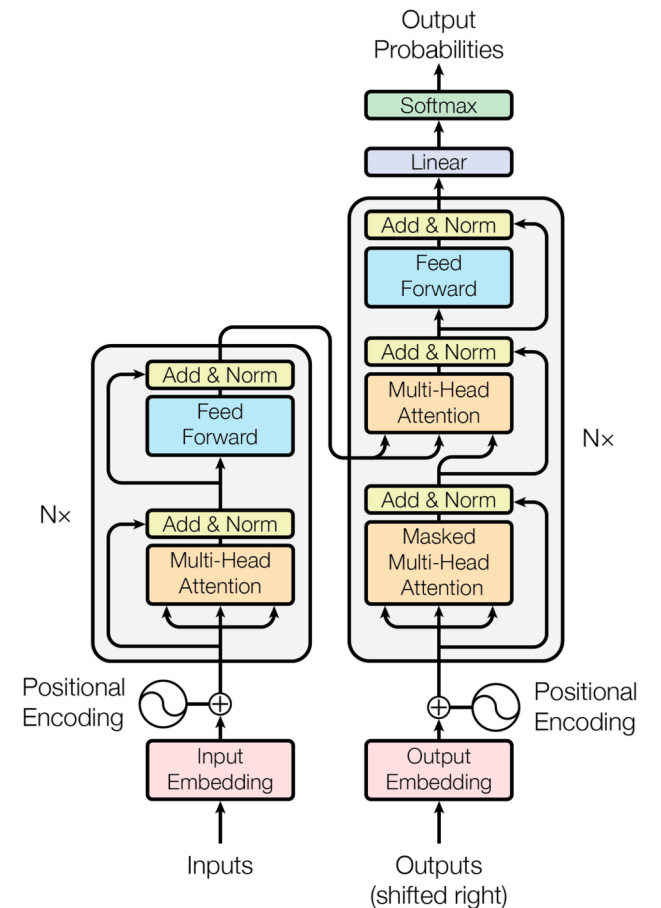 Output
Probabilities
Softmax
Linear
Add & Norm
Feed
Forward
Add & Norm
Multi-Head
Attention
Nx
Add & Norm
Masked
Multi-Head
Attention
Add & Norm
Feed
Forward
Nx
Add & Norm
Multi-Head
Attention
Positional
Encoding
Positional
Encoding
Input
Embedding
Output
Embedding
Inputs
Outputs
(shifted right)